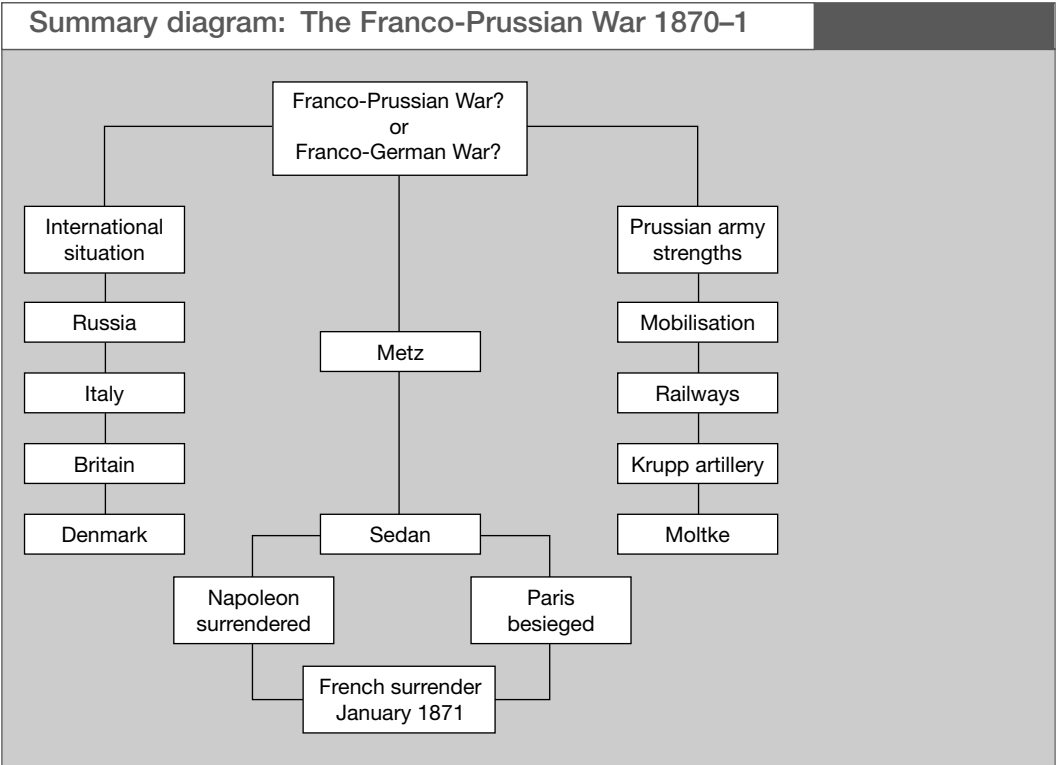 Summary diagram: The Franco-Prussian War 1870–1
Franco-Prussian War?
or
Franco-German War?
International
situation
Russia
Italy
Britain
Denmark
Metz
Sedan
Napoleon
surrendered
Paris
besieged
French surrender
January 1871
Prussian army
strengths
Mobilisation
Railways
Krupp artillery
Moltke